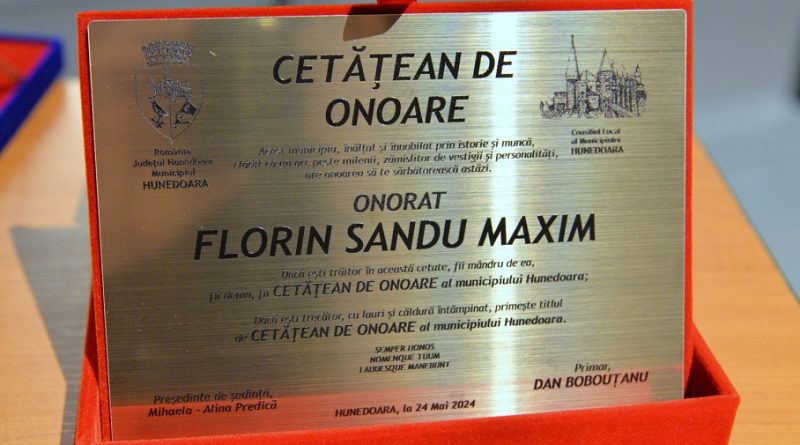 CETĂȚEAN DE
ONOARE
România
Județul Hunedoara
Municipiul
HUNEDOARA
Consiliul Local
al Municipiului
HUNEDOARA
Acest municipiu, înălțat și înnobilat prin istorie și muncă,
peste milenii, zămislitor de vestigii și personalități,
are onoarea să te sărbătorească astăzi.
ONORAT
FLORIN SANDU MAXIM
... Dacă ești trăitor în această cetate, fii mândru de ea,
fii demn, fii CETĂȚEAN DE ONOARE al municipiului Hunedoara;
... Dacă ești trecător, cu lauri și căldură întâmpinat, primește titlul
de CETĂȚEAN DE ONOARE al municipiului Hunedoara.
SEMPER HONOS
NOMENQUE TUUM
LAUDESQUE MANEBUNT
Președinte de ședință,
Mihaela - Alina Predică
Primar,
DAN BOBOUȚANU
HUNEDOARA, la 24 Mai 2024